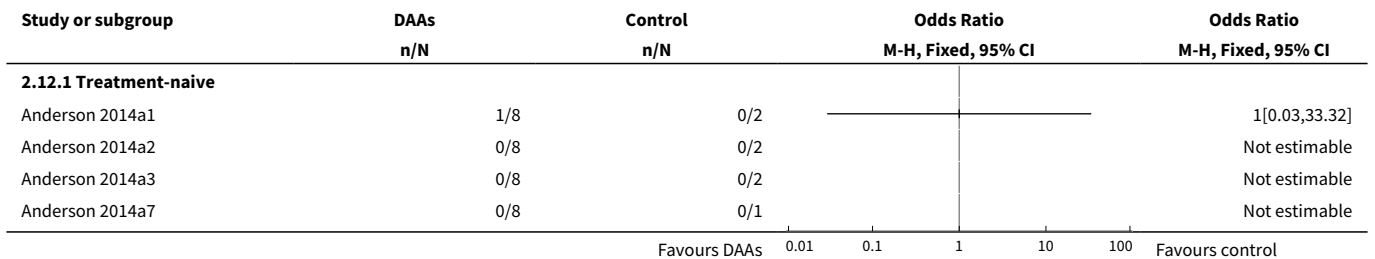 Study or subgroup DAAs Control Odds Ratio Odds Ratio
n/N n/N M-H, Fixed, 95% CI M-H, Fixed, 95% CI
2.12.1 Treatment-naive
Anderson 2014a1 1/8 0/2 1[0.03,33.32]
Anderson 2014a2 0/8 0/2 Not estimable
Anderson 2014a3 0/8 0/2 Not estimable
Anderson 2014a7 0/8 0/1 Not estimable
Favours DAAs 0.01 0.1 1 10 100 Favours control